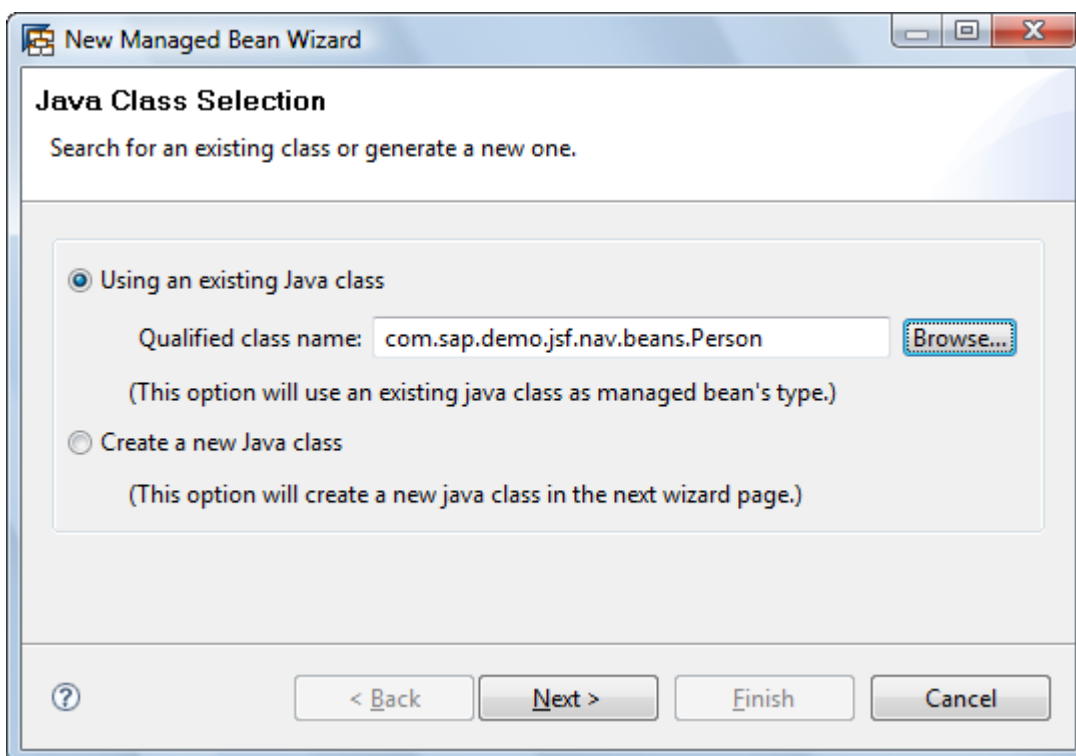 New Managed Bean Wizard
Java Class Selection
Search for an existing class or generate a new one.
Using an existing Java class
Qualified class name: com.sap.demo.jsf.nav.beans.Person Browse...
(This option will use an existing java class as managed bean's type.)
Create a new Java class
(This option will create a new java class in the next wizard page.)
? < Back Next > Finish Cancel